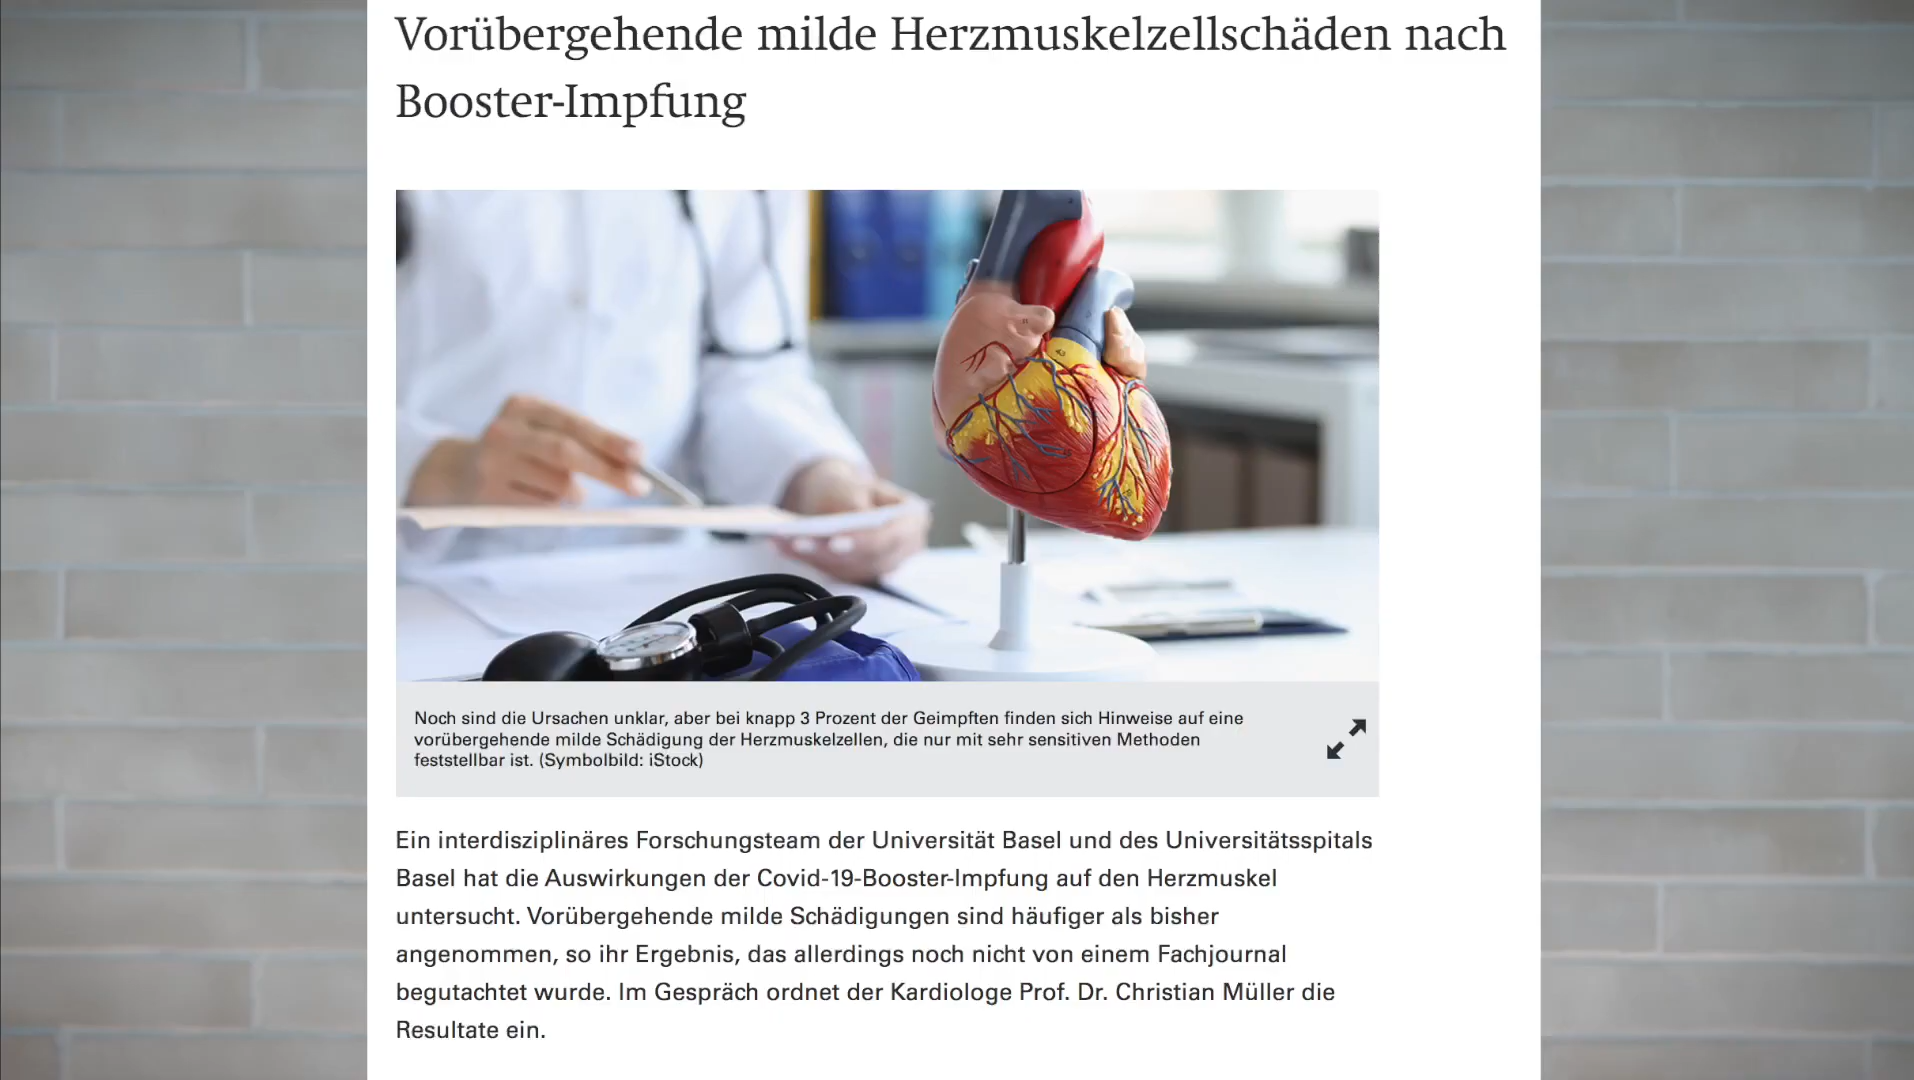 Vorübergehende milde Herzmuskelzellschäden nach
Booster-Impfung
Noch sind die Ursachen unklar, aber bei knapp 3 Prozent der Geimpften finden sich Hinweise auf eine
vorübergehende milde Schädigung der Herzmuskelzellen, die nur mit sehr sensitiven Methoden
feststellbar ist. (Symbolbild: iStock)
Ein interdisziplinäres Forschungsteam der Universität Basel und des Universitätsspitals
Basel hat die Auswirkungen der Covid-19-Booster-Impfung auf den Herzmuskel
untersucht. Vorübergehende milde Schädigungen sind häufiger als bisher
angenommen, so ihr Ergebnis, das allerdings noch nicht von einem Fachjournal
begutachtet wurde. Im Gespräch ordnet der Kardiologe Prof. Dr. Christian Müller die
Resultate ein.